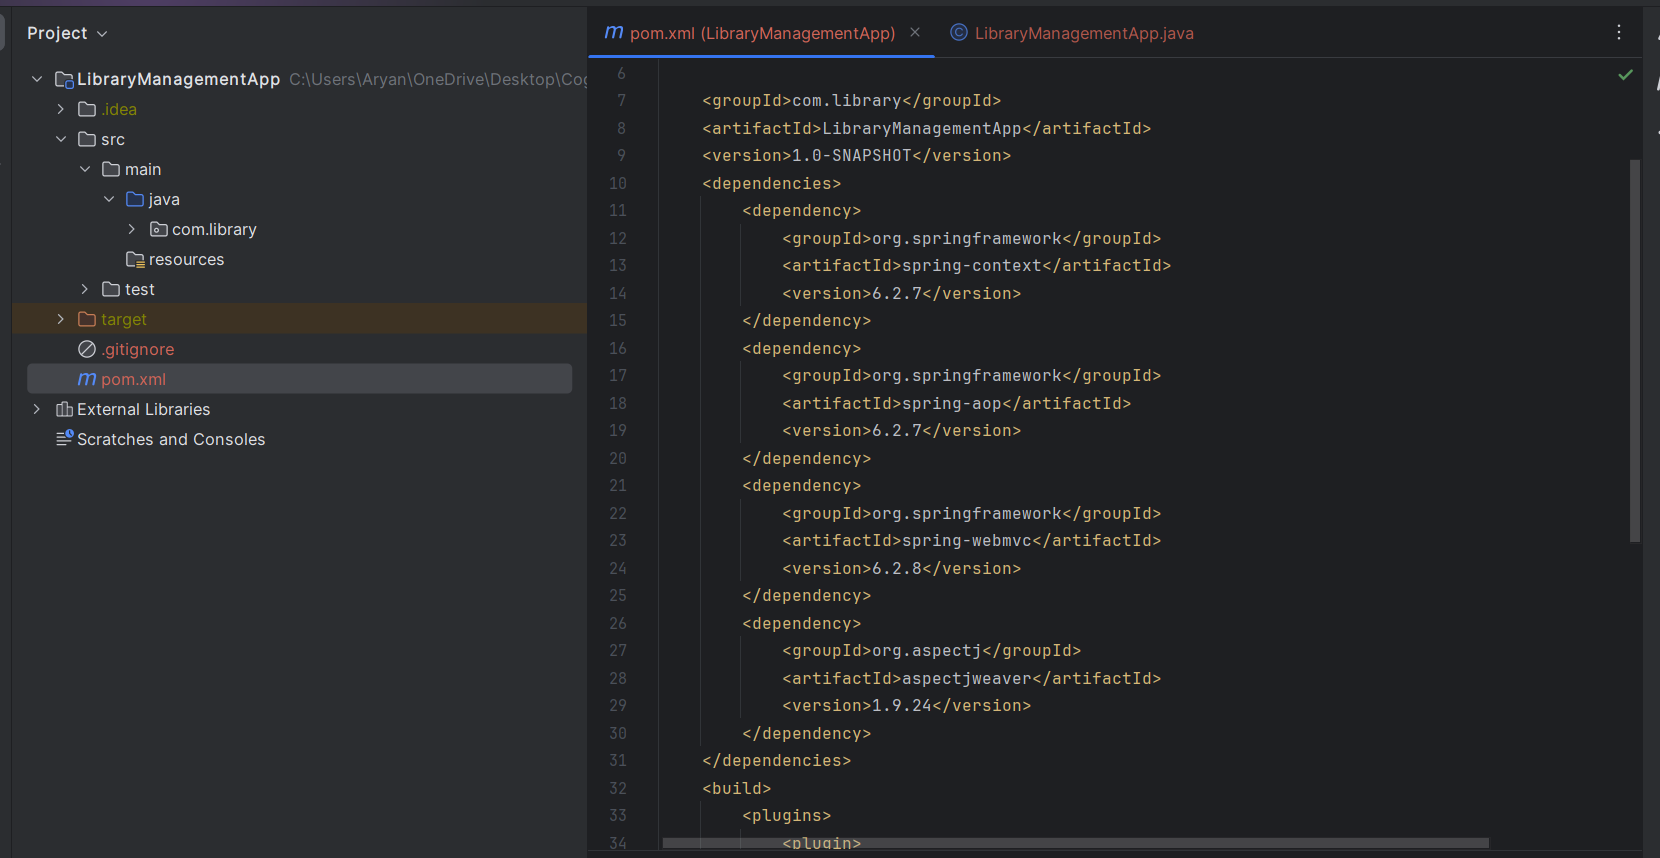 Project
LibraryManagementApp C:\Users\Aryan\OneDrive\Desktop\Cog
.idea
src
main
java
com.library
resources
test
target
.gitignore
pom.xml
External Libraries
Scratches and Consoles
pom.xml (LibraryManagementApp)
LibraryManagementApp.java
6
7 <groupId>com.library</groupId>
8 <artifactId>LibraryManagementApp</artifactId>
9 <version>1.0-SNAPSHOT</version>
10 <dependencies>
11 <dependency>
12 <groupId>org.springframework</groupId>
13 <artifactId>spring-context</artifactId>
14 <version>6.2.7</version>
15 </dependency>
16 <dependency>
17 <groupId>org.springframework</groupId>
18 <artifactId>spring-aop</artifactId>
19 <version>6.2.7</version>
20 </dependency>
21 <dependency>
22 <groupId>org.springframework</groupId>
23 <artifactId>spring-webmvc</artifactId>
24 <version>6.2.8</version>
25 </dependency>
26 <dependency>
27 <groupId>org.aspectj</groupId>
28 <artifactId>aspectjweaver</artifactId>
29 <version>1.9.24</version>
30 </dependency>
31 </dependencies>
32 <build>
33 <plugins>
34 <plugin>